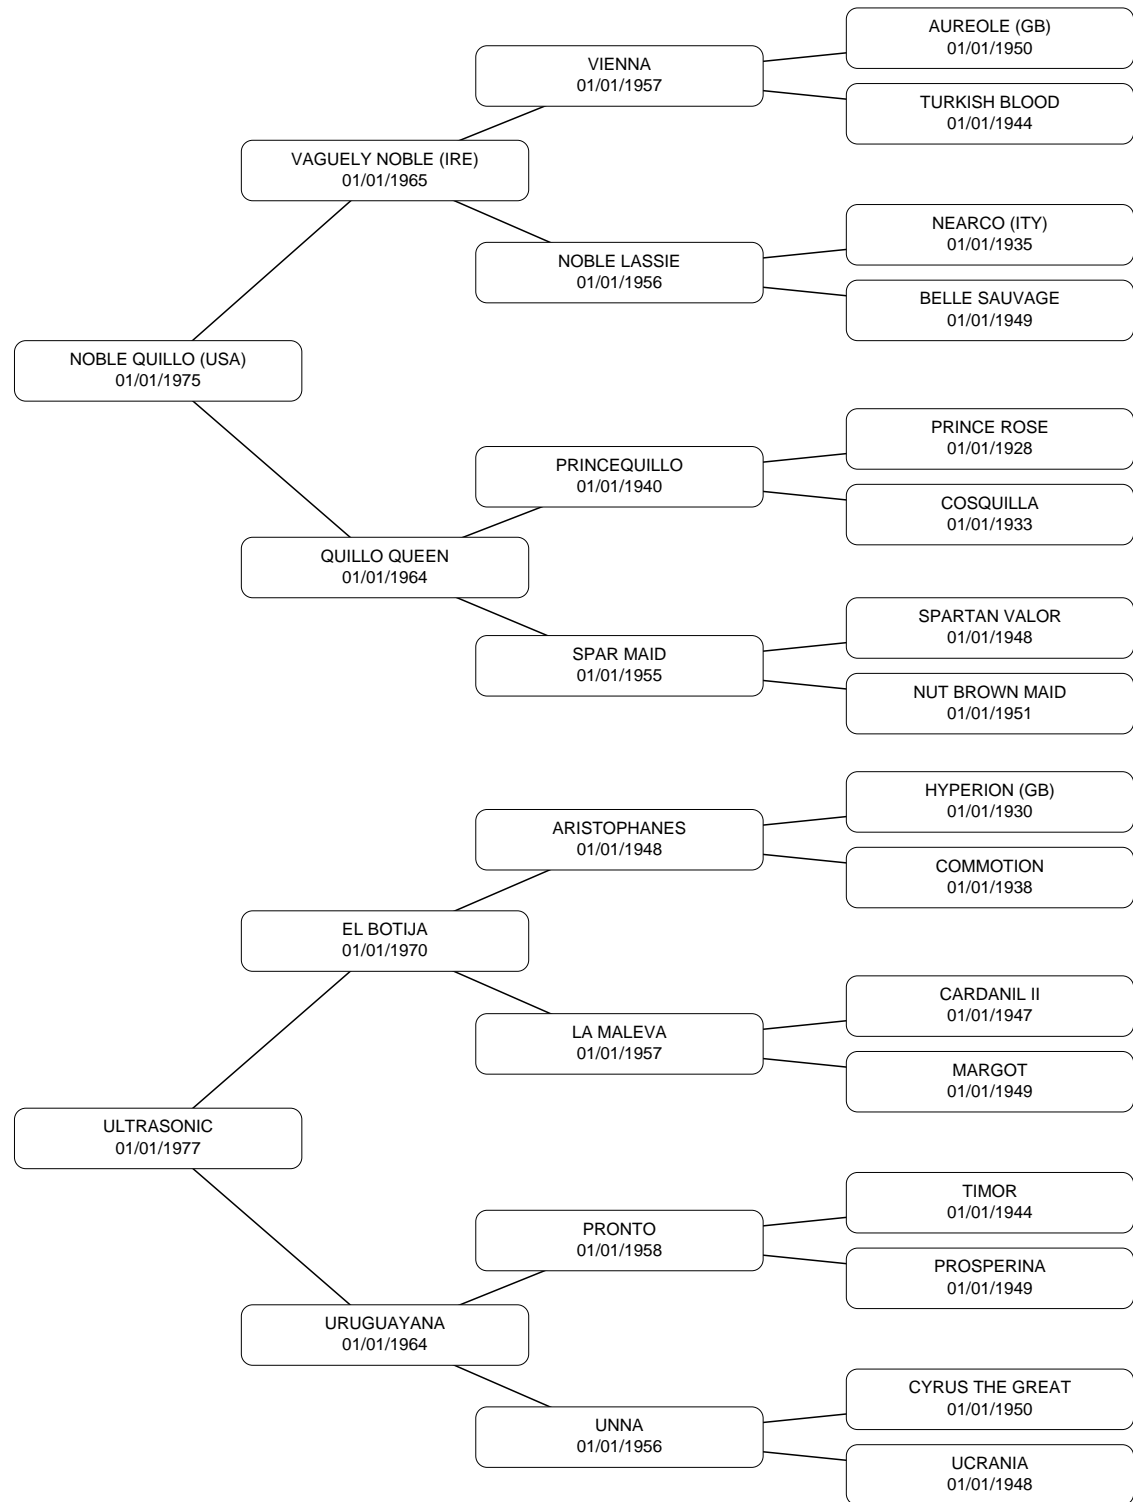 AUREOLE (GB)
01/01/1950
VIENNA
01/01/1957
TURKISH BLOOD
01/01/1944
VAGUELY NOBLE (IRE)
01/01/1965
NEARCO (ITY)
01/01/1935
NOBLE LASSIE
01/01/1956
BELLE SAUVAGE
01/01/1949
NOBLE QUILLO (USA)
01/01/1975
PRINCE ROSE
01/01/1928
PRINCEQUILLO
01/01/1940
COSQUILLA
01/01/1933
QUILLO QUEEN
01/01/1964
SPARTAN VALOR
01/01/1948
SPAR MAID
01/01/1955
NUT BROWN MAID
01/01/1951
HYPERION (GB)
01/01/1930
ARISTOPHANES
01/01/1948
COMMOTION
01/01/1938
EL BOTIJA
01/01/1970
CARDANIL II
01/01/1947
LA MALEVA
01/01/1957
MARGOT
01/01/1949
ULTRASONIC
01/01/1977
TIMOR
01/01/1944
PRONTO
01/01/1958
PROSPERINA
01/01/1949
URUGUAYANA
01/01/1964
CYRUS THE GREAT
01/01/1950
UNNA
01/01/1956
UCRANIA
01/01/1948